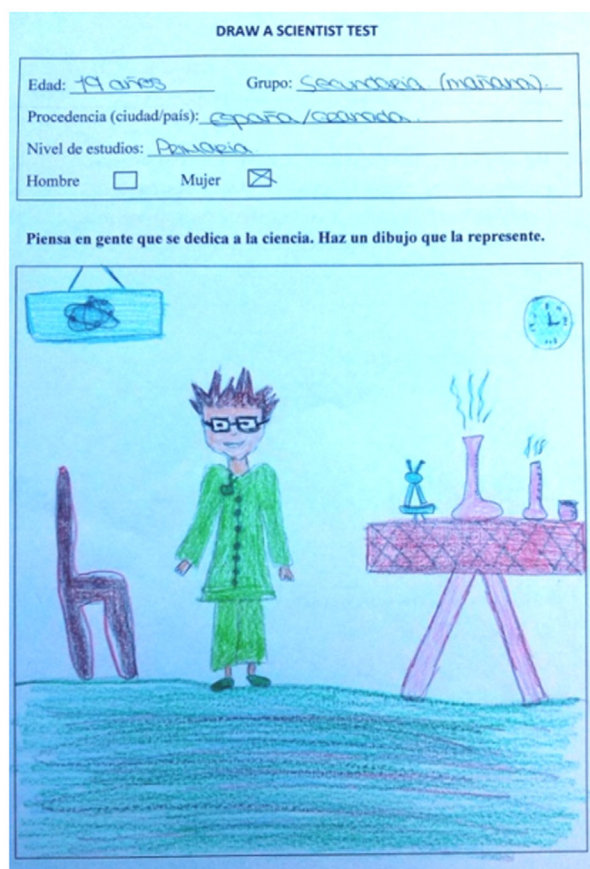 DRAW A SCIENTIST TEST
Edad: 19 años Grupo: Secundaria (mañana).
Procedencia (ciudad/país): España/Granada.
Nivel de estudios: Primaria.
Hombre Mujer
Piensa en gente que se dedica a la ciencia. Haz un dibujo que la represente.